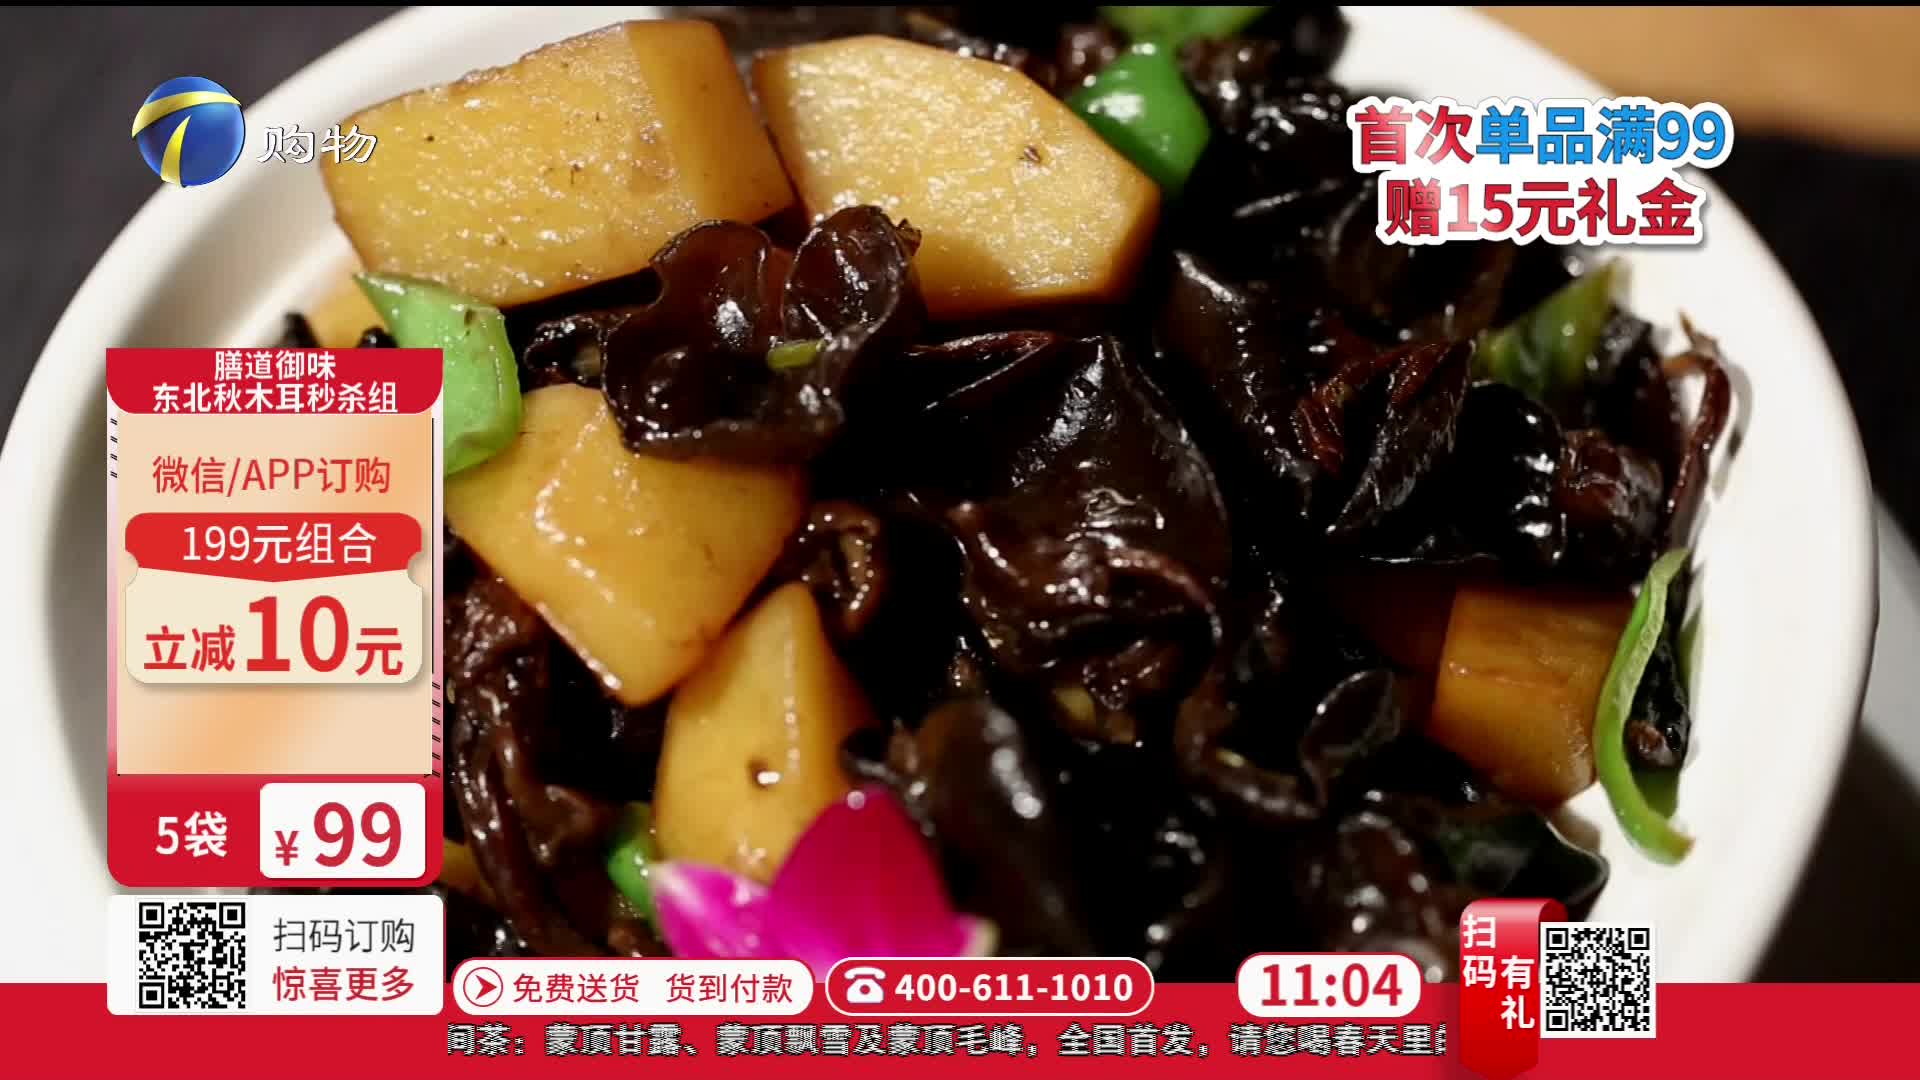 购物
首次单品满99
赠15元礼金
膳道御味
东北秋木耳秒杀组
微信/APP订购
199元组合
立减10元
5袋 ¥99
扫码订购
惊喜更多
免费送货 货到付款
400-611-1010
11:04
扫码有礼
问茶：蒙顶甘露、蒙顶飘雪及蒙顶毛峰，全国首发，请您喝春天里